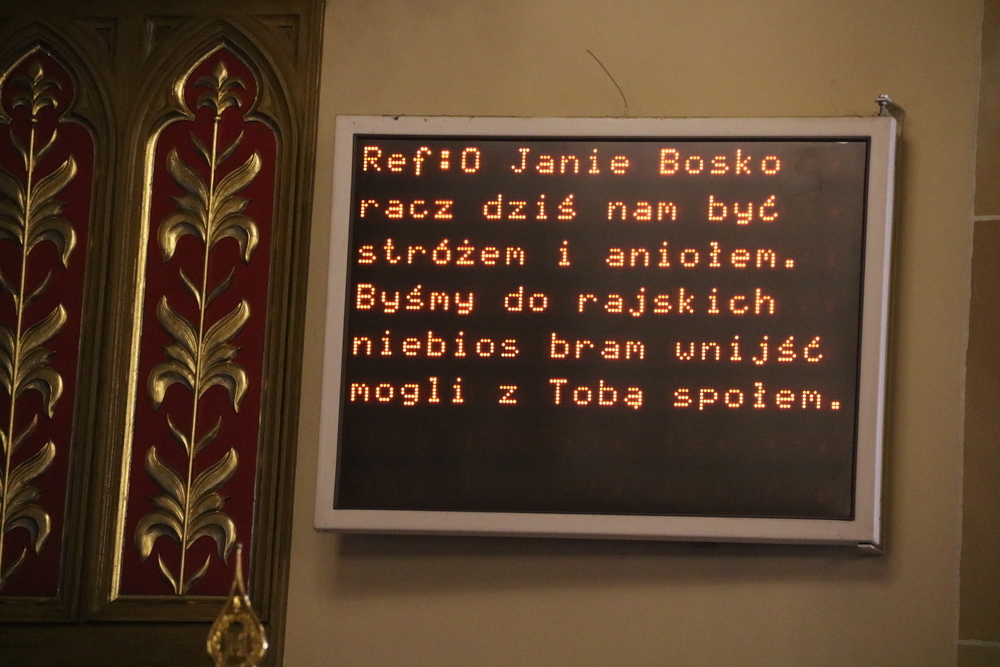 Ref:O Janie Bosko
racz dziś nam być
stróżem i aniołem.
Byśmy do rajskich
niebios bram wnijść
mogli z Tobą społem.